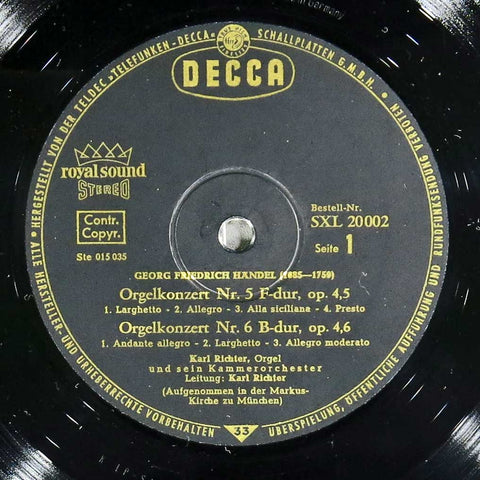 • HERGESTELLT VON DER TELDEC »TELEFUNKEN-DECCA« SCHALLPLATTEN G.M.B.H. •
DECCA
royal sound
STEREO
Contr.
Copyr.
Ste 015 035
Bestell-Nr.
SXL 20 002
Seite 1
GEORG FRIEDRICH HÄNDEL (1685—1759)
Orgelkonzert Nr. 5 F-dur, op. 4,5
1. Larghetto - 2. Allegro - 3. Alla siciliana - 4. Presto
Orgelkonzert Nr. 6 B-dur, op. 4,6
1. Andante allegro - 2. Larghetto - 3. Allegro moderato
Karl Richter, Orgel
und sein Kammerorchester
Leitung: Karl Richter
(Aufgenommen in der Markus-
Kirche zu München)
ALLE HERSTELLER- UND URHEBERRECHTE VORBEHALTEN
33
ÜBERSPIELUNG, ÖFFENTLICHE AUFFÜHRUNG UND RUNDFUNKSENDUNG VERBOTEN